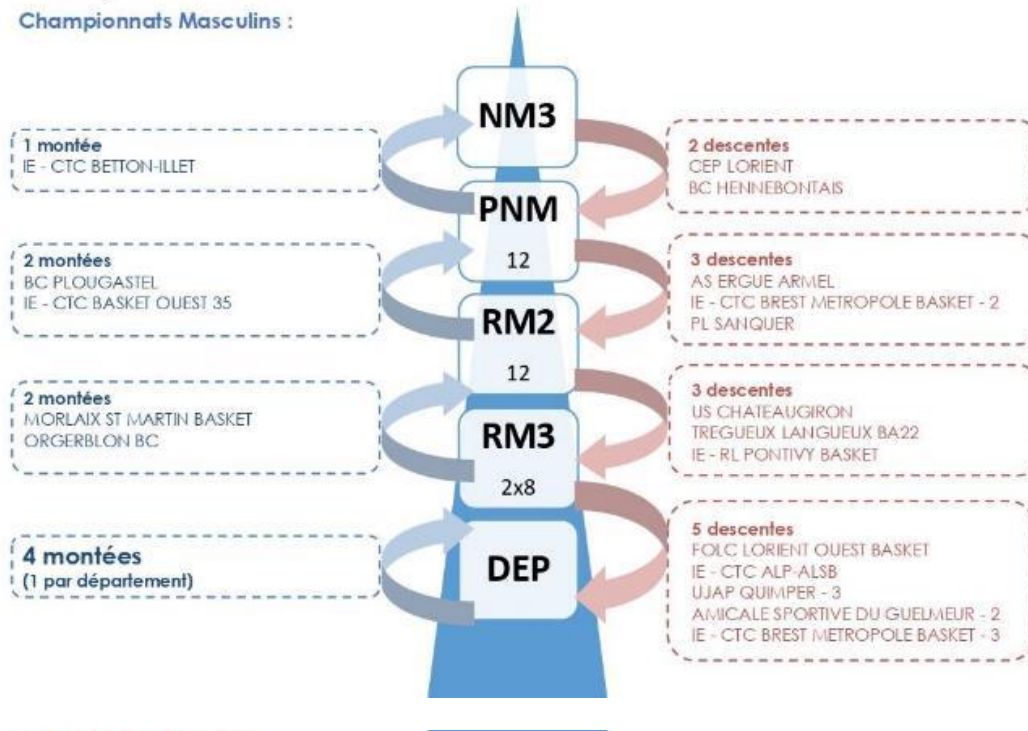 Championnats Masculins :
NM3
1 montée
IE - CTC BETTON-ILLET
2 descentes
CEP LORIENT
BC HENNEBONTAIS
PNM
12
2 montées
BC PLOUGASTEL
IE - CTC BASKET OUEST 35
3 descentes
AS ERGUE ARMEL
IE - CTC BREST METROPOLE BASKET - 2
PL SANQUER
RM2
12
2 montées
MORLAIX ST MARTIN BASKET
ORGERBLON BC
3 descentes
US CHATEAUGIRON
TREGUEUX LANGUEUX BA22
IE - RL PONTIVY BASKET
RM3
2x8
4 montées
(1 par département)
5 descentes
FOLC LORIENT OUEST BASKET
IE - CTC ALP-ALSB
UJAP QUIMPER - 3
AMICALE SPORTIVE DU GUELMEUR - 2
IE - CTC BREST METROPOLE BASKET - 3
DEP